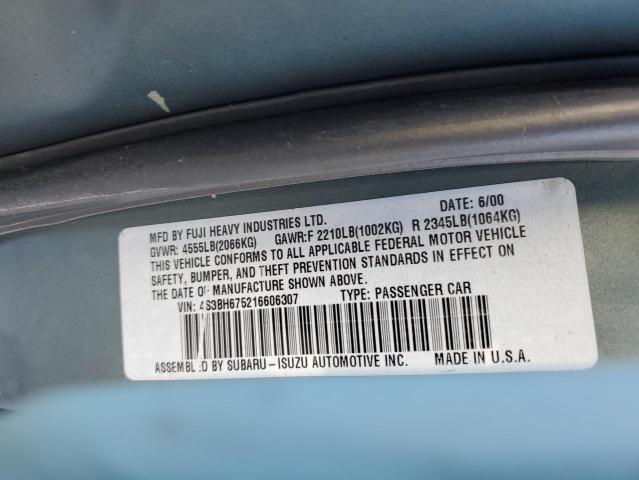 MFD BY FUJI HEAVY INDUSTRIES LTD. DATE: 6/00
GVWR: 4555LB(2066KG) GAWR:F 2210LB(1002KG) R 2345LB(1064KG)
THIS VEHICLE CONFORMS TO ALL APPLICABLE FEDERAL MOTOR VEHICLE
SAFETY, BUMPER, AND THEFT PREVENTION STANDARDS IN EFFECT ON
THE DATE OF MANUFACTURE SHOWN ABOVE.
VIN: 4S3BH675216606307 TYPE: PASSENGER CAR
ASSEMBLED BY SUBARU-ISUZU AUTOMOTIVE INC. MADE IN U.S.A.